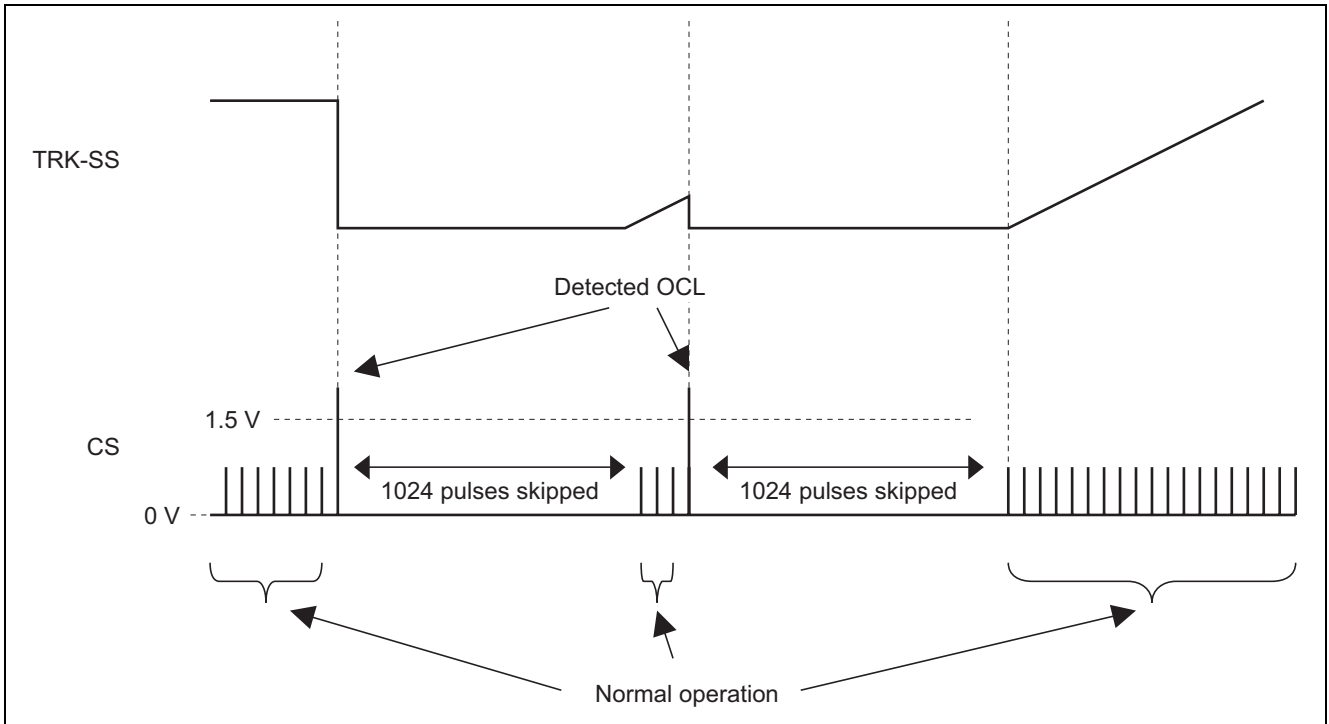 TRK-SS
Detected OCL
1.5 V
CS
1024 pulses skipped
1024 pulses skipped
0 V
Normal operation